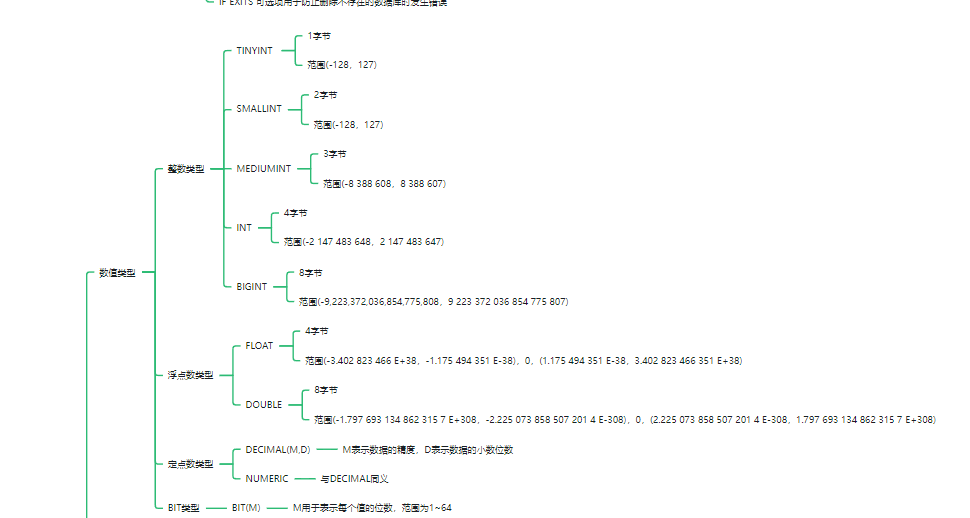 IF EXITS 可选项用于防止删除不存在的数据库的发生错误
TINYINT
1字节
范围(-128，127)
SMALLINT
2字节
范围(-128，127)
整数类型
MEDIUMINT
3字节
范围(-8 388 608，8 388 607)
INT
4字节
范围(-2 147 483 648，2 147 483 647)
数值类型
BIGINT
8字节
范围(-9,223,372,036,854,775,808，9 223 372 036 854 775 807)
FLOAT
4字节
范围(-3.402 823 466 E+38，-1.175 494 351 E-38)，0，(1.175 494 351 E-38，3.402 823 466 351 E+38)
浮点数类型
DOUBLE
8字节
范围(-1.797 693 134 862 315 7 E+308，-2.225 073 858 507 201 4 E-308)，0，(2.225 073 858 507 201 4 E-308，1.797 693 134 862 315 7 E+308)
定点数类型
DECIMAL(M,D)
M表示数据的精度，D表示数据的小数位数
NUMERIC
与DECIMAL同义
BIT类型
BIT(M)
M用于表示每个值的位数，范围为1~64